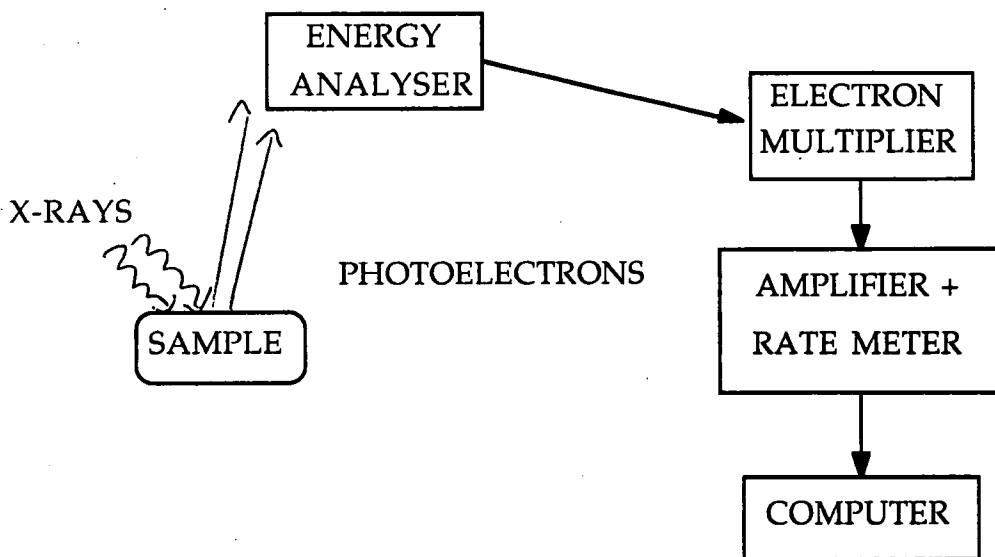 ENERGY
ANALYSER
ELECTRON
MULTIPLIER
X-RAYS
PHOTOELECTRONS
AMPLIFIER +
RATE METER
SAMPLE
COMPUTER